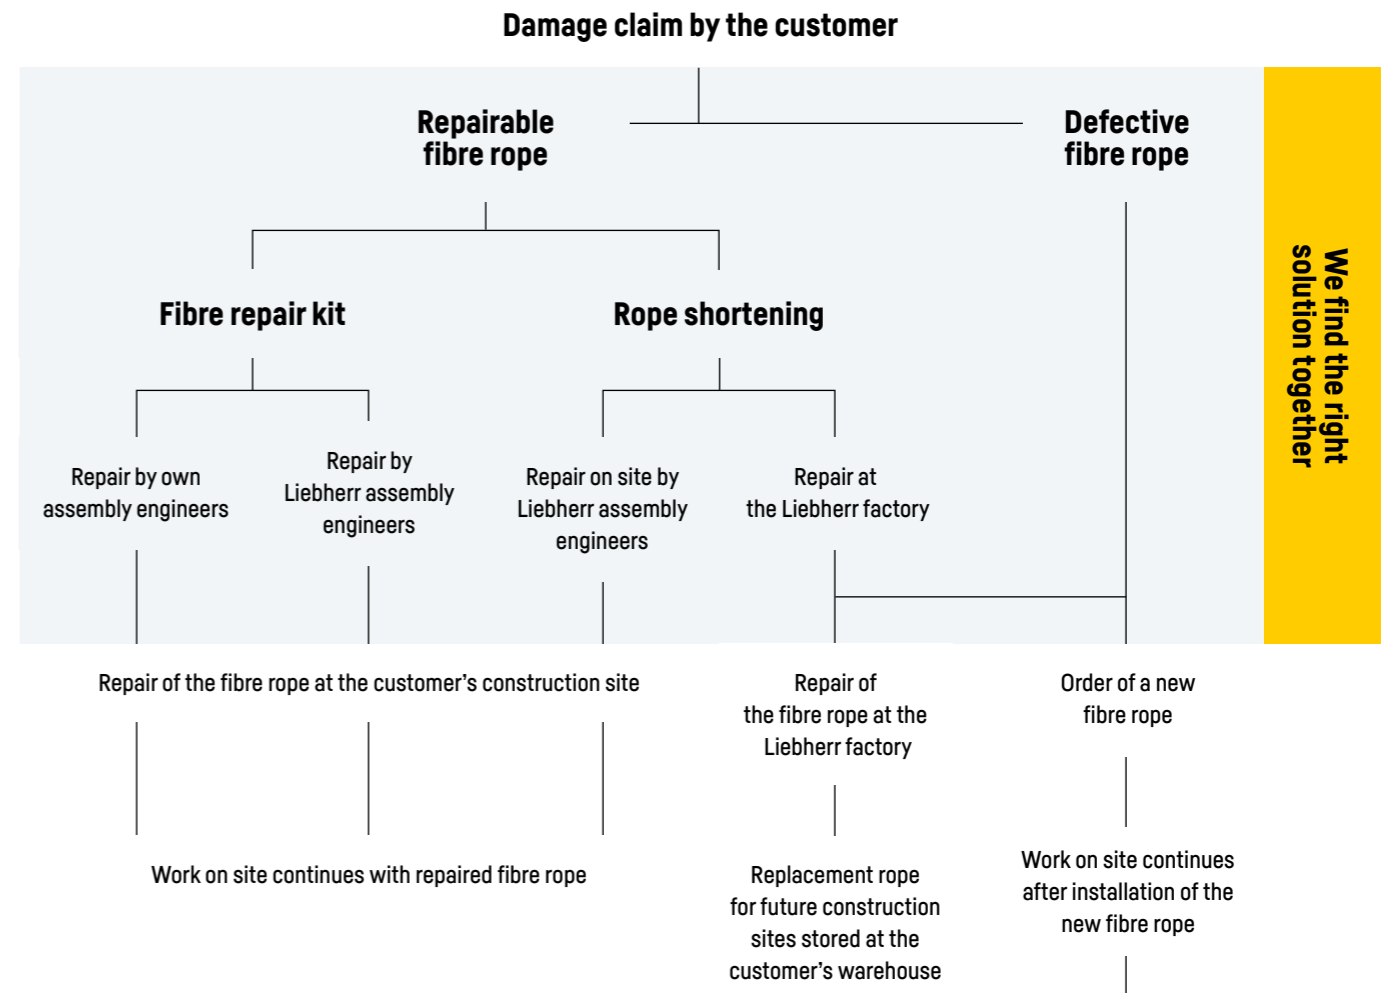 Damage claim by the customer
Repairable
fibre rope
Defective
fibre rope
We find the right
solution together
Fibre repair kit
Rope shortening
Repair by own
assembly engineers
Repair by
Liebherr assembly
engineers
Repair on site by
Liebherr assembly
engineers
Repair at
the Liebherr factory
Repair of the fibre rope at the customer’s construction site
Repair of
the fibre rope at the
Liebherr factory
Order of a new
fibre rope
Work on site continues with repaired fibre rope
Replacement rope
for future construction
sites stored at the
customer’s warehouse
Work on site continues
after installation of the
new fibre rope